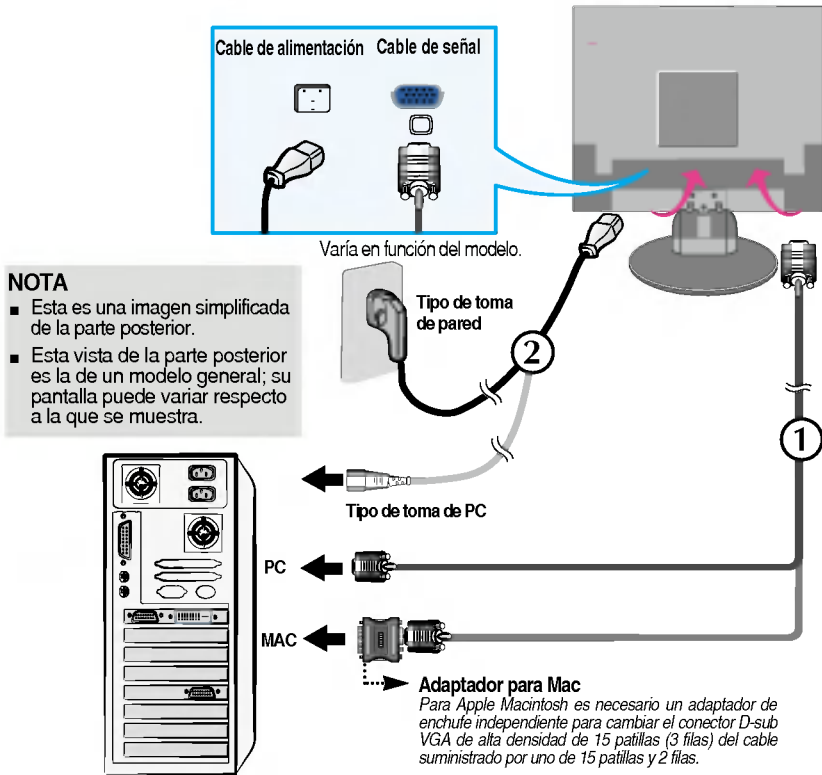 Cable de alimentación Cable de señal
Varía en función del modelo.
NOTA
■ Esta es una imagen simplificada
de la parte posterior.
■ Esta vista de la parte posterior
es la de un modelo general; su
pantalla puede variar respecto
a la que se muestra.
Tipo de toma
de pared
2
1
Tipo de toma de PC
PC
MAC
Adaptador para Mac
Para Apple Macintosh es necesario un adaptador de
enchufe independiente para cambiar el conector D-sub
VGA de alta densidad de 15 patillas (3 filas) del cable
suministrado por uno de 15 patillas y 2 filas.